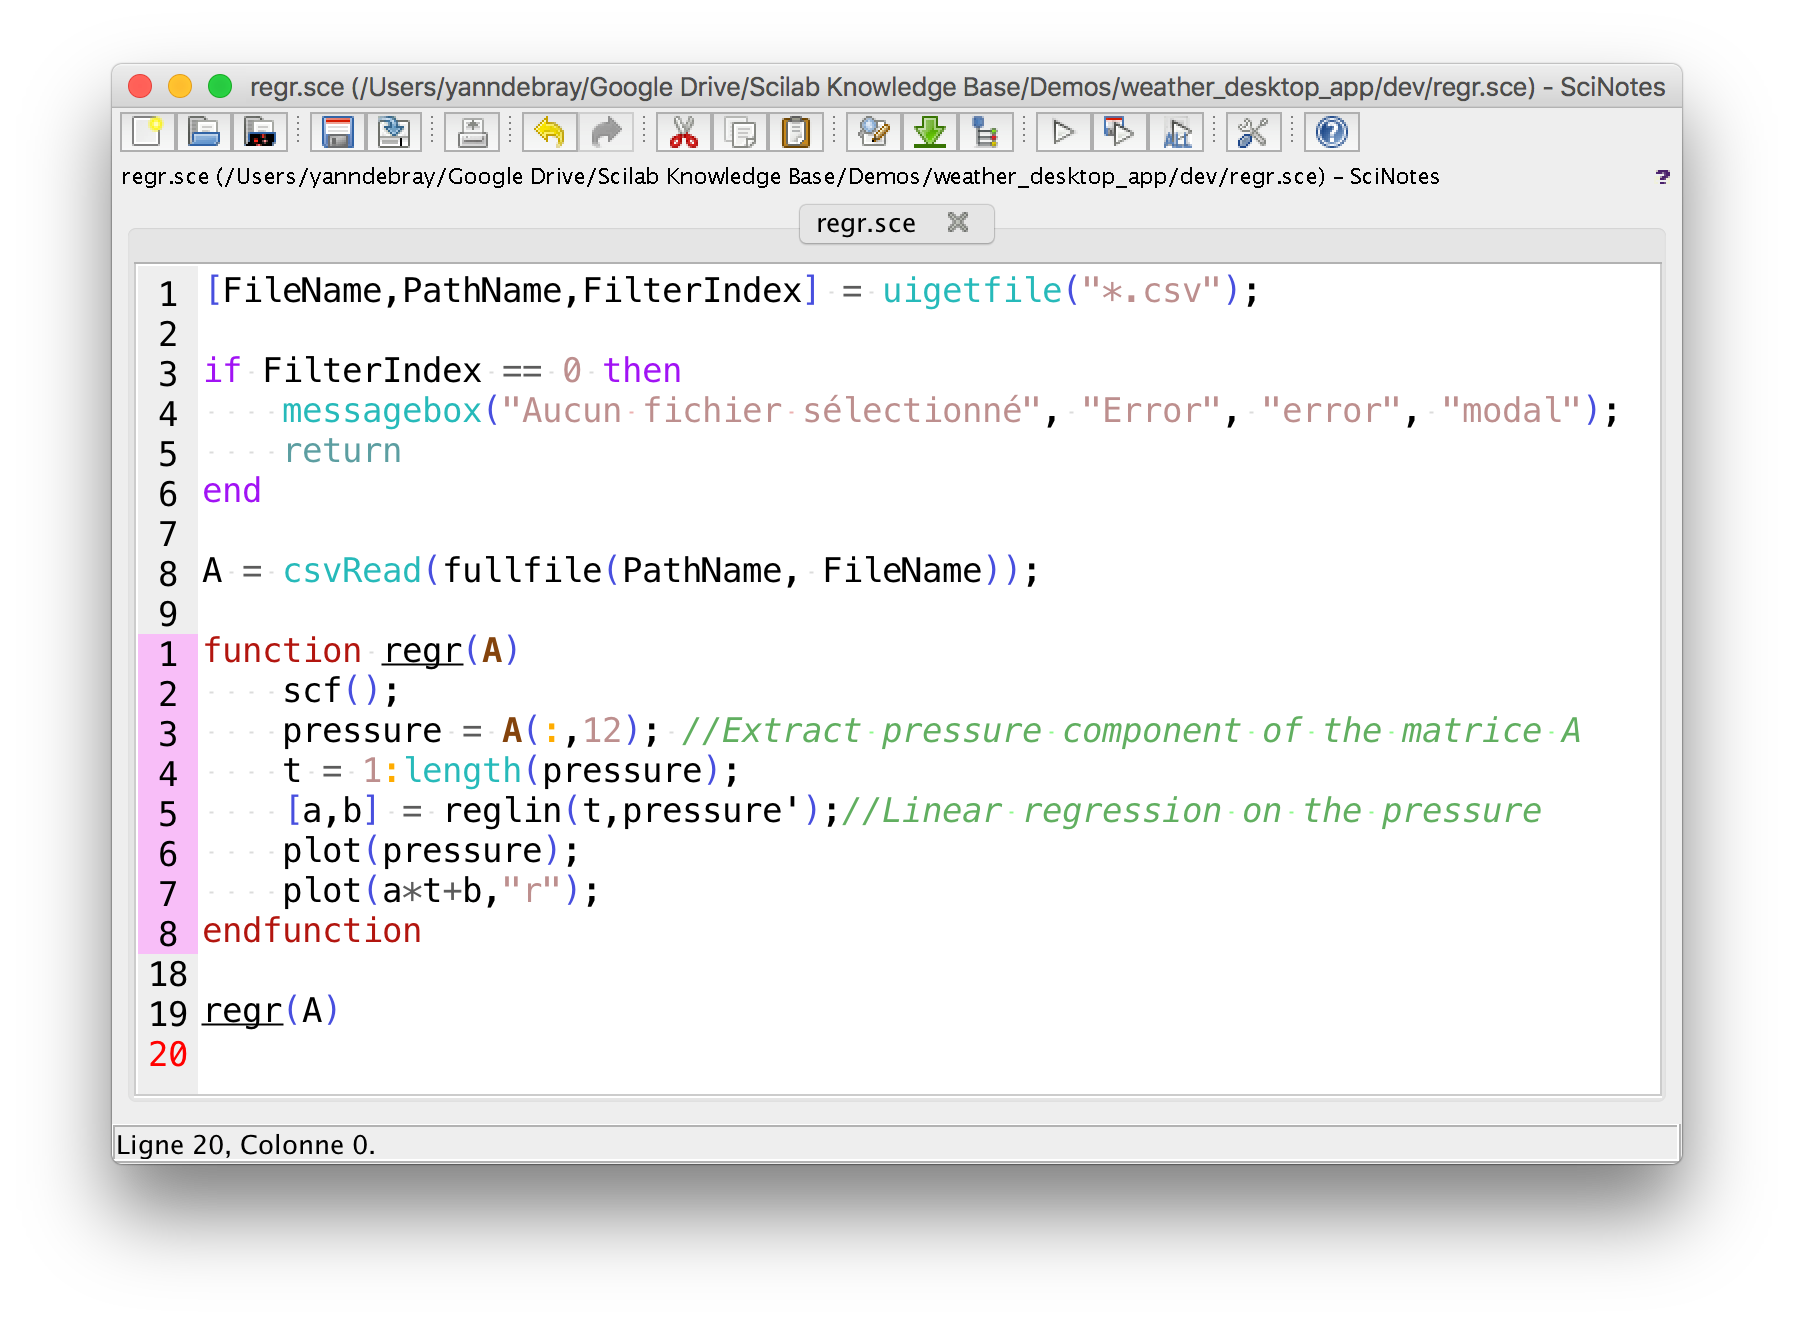 regr.sce (/Users/yanndebray/Google Drive/Scilab Knowledge Base/Demos/weather_desktop_app/dev/regr.sce) - SciNotes
ALL
regr.sce (/Users/yanndebray/Google Drive/Scilab Knowledge Base/Demos/weather_desktop_app/dev/regr.sce) - SciNotes ?
regr.sce
1 [FileName,PathName,FilterIndex] = uigetfile("*.csv");
2
3 if FilterIndex == 0 then
4     messagebox("Aucun fichier sélectionné", "Error", "error", "modal");
5     return
6 end
7
8 A = csvRead(fullfile(PathName, FileName));
9
1 function regr(A)
2     scf();
3     pressure = A(:,12); //Extract pressure component of the matrice A
4     t = 1:length(pressure);
5     [a,b] = reglin(t,pressure');//Linear regression on the pressure
6     plot(pressure);
7     plot(a*t+b,"r");
8 endfunction
18
19 regr(A)
20
Ligne 20, Colonne 0.